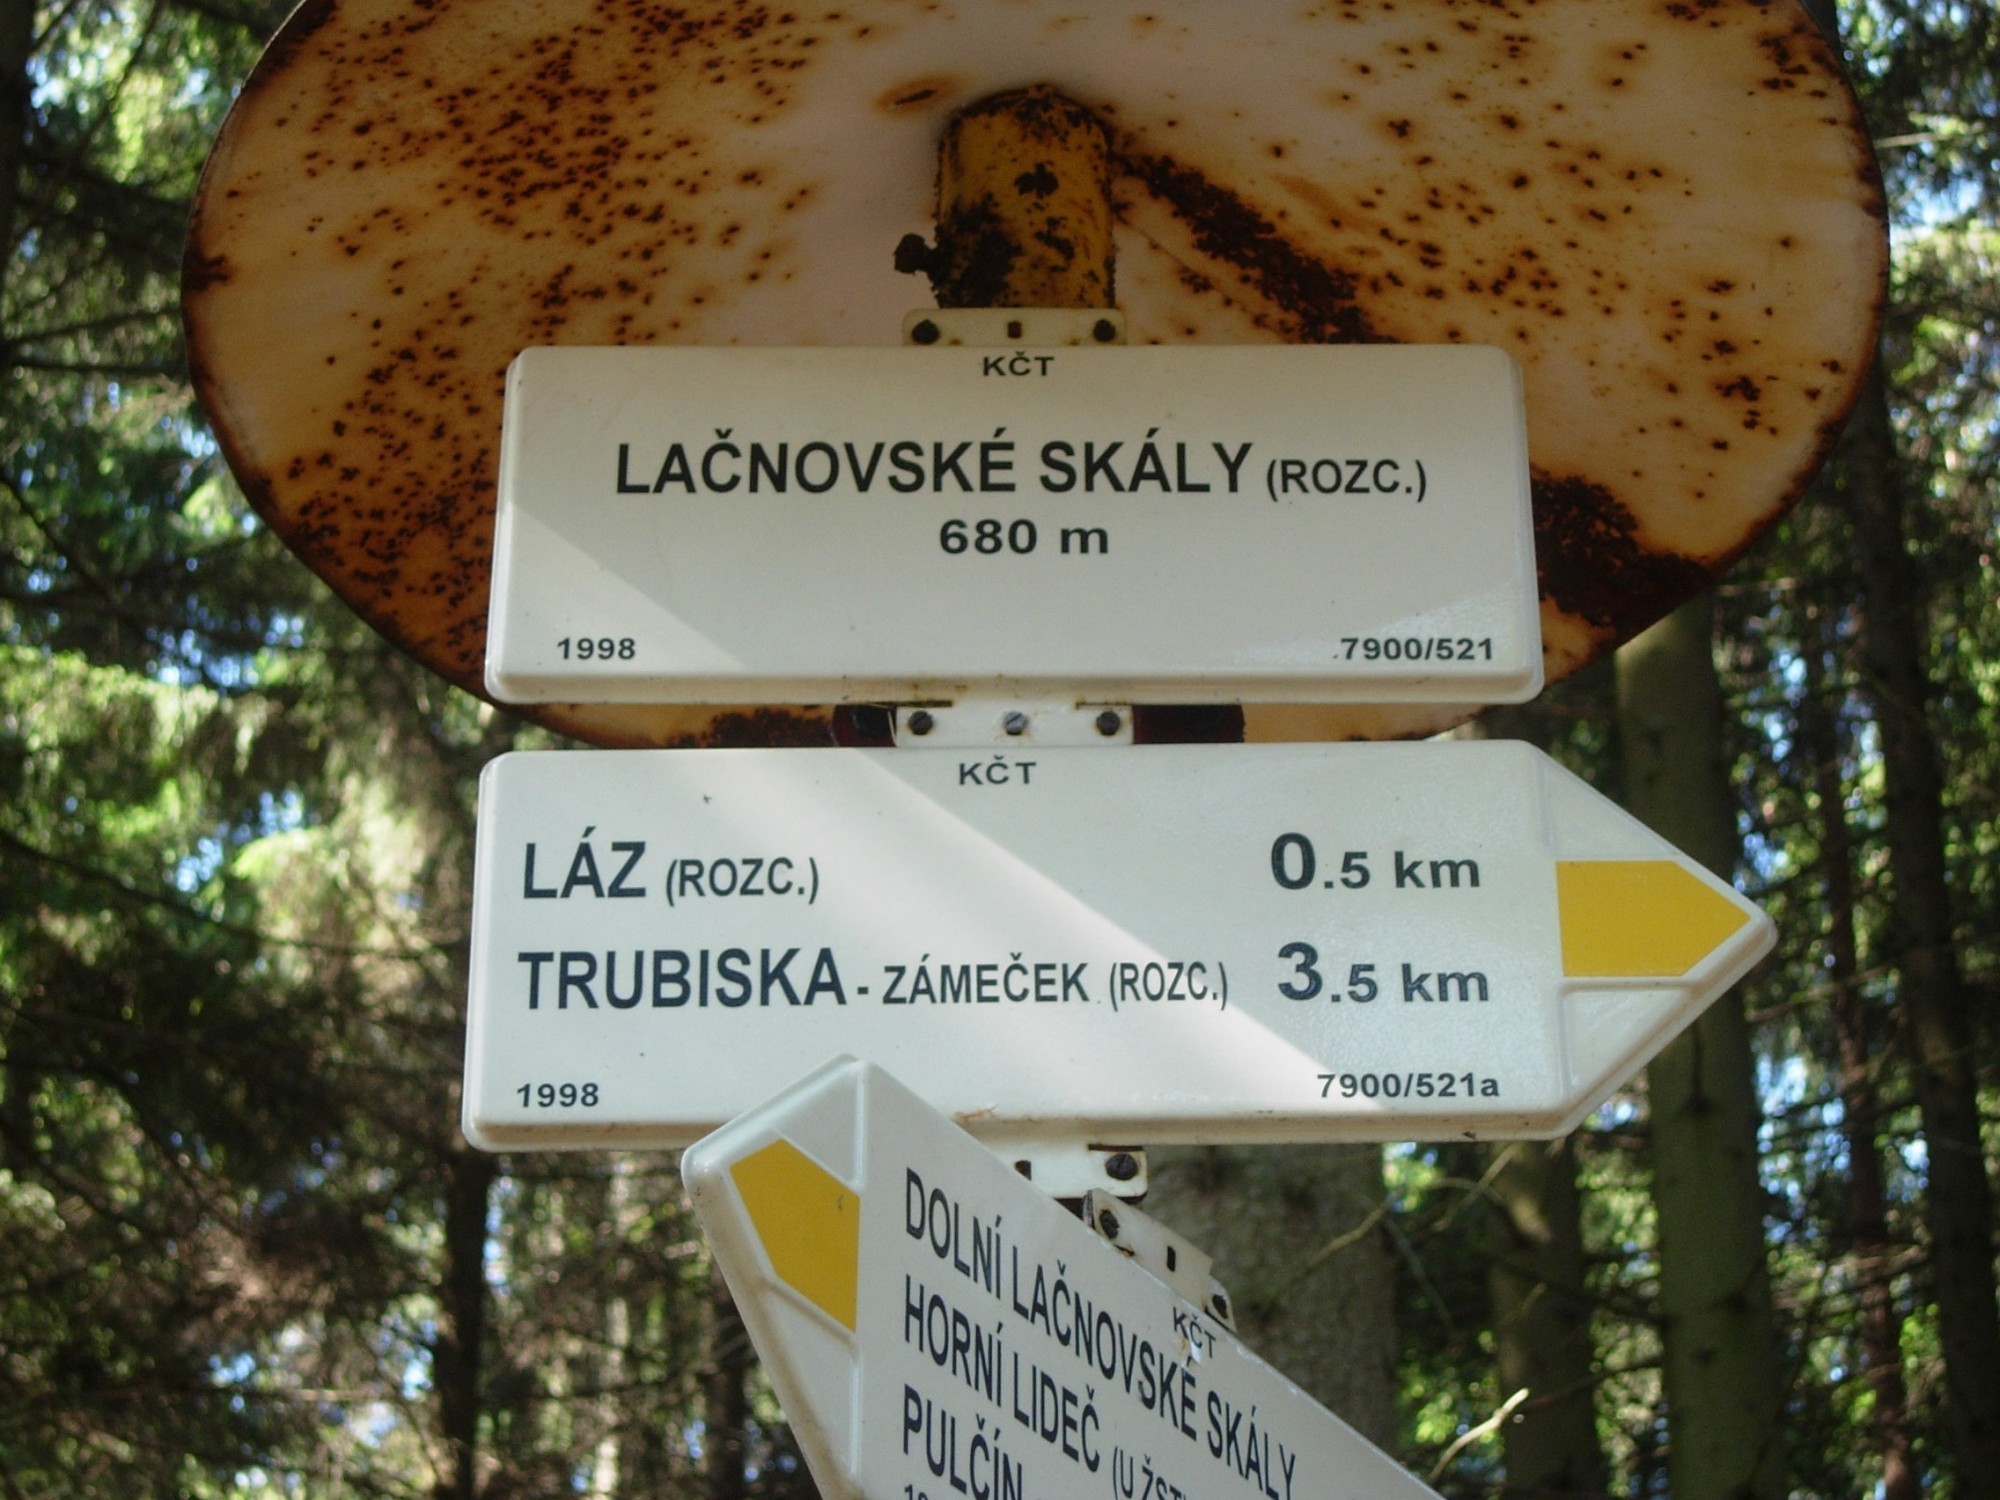 KČT
LAČNOVSKÉ SKÁLY (ROZC.)
680 m
1998 7900/521
KČT
LÁZ (ROZC.) 0.5 km
TRUBISKA - ZÁMEČEK (ROZC.) 3.5 km
1998 7900/521a
KČT
DOLNÍ LAČNOVSKÉ SKÁLY
HORNÍ LIDEČ (U
PULČÍN